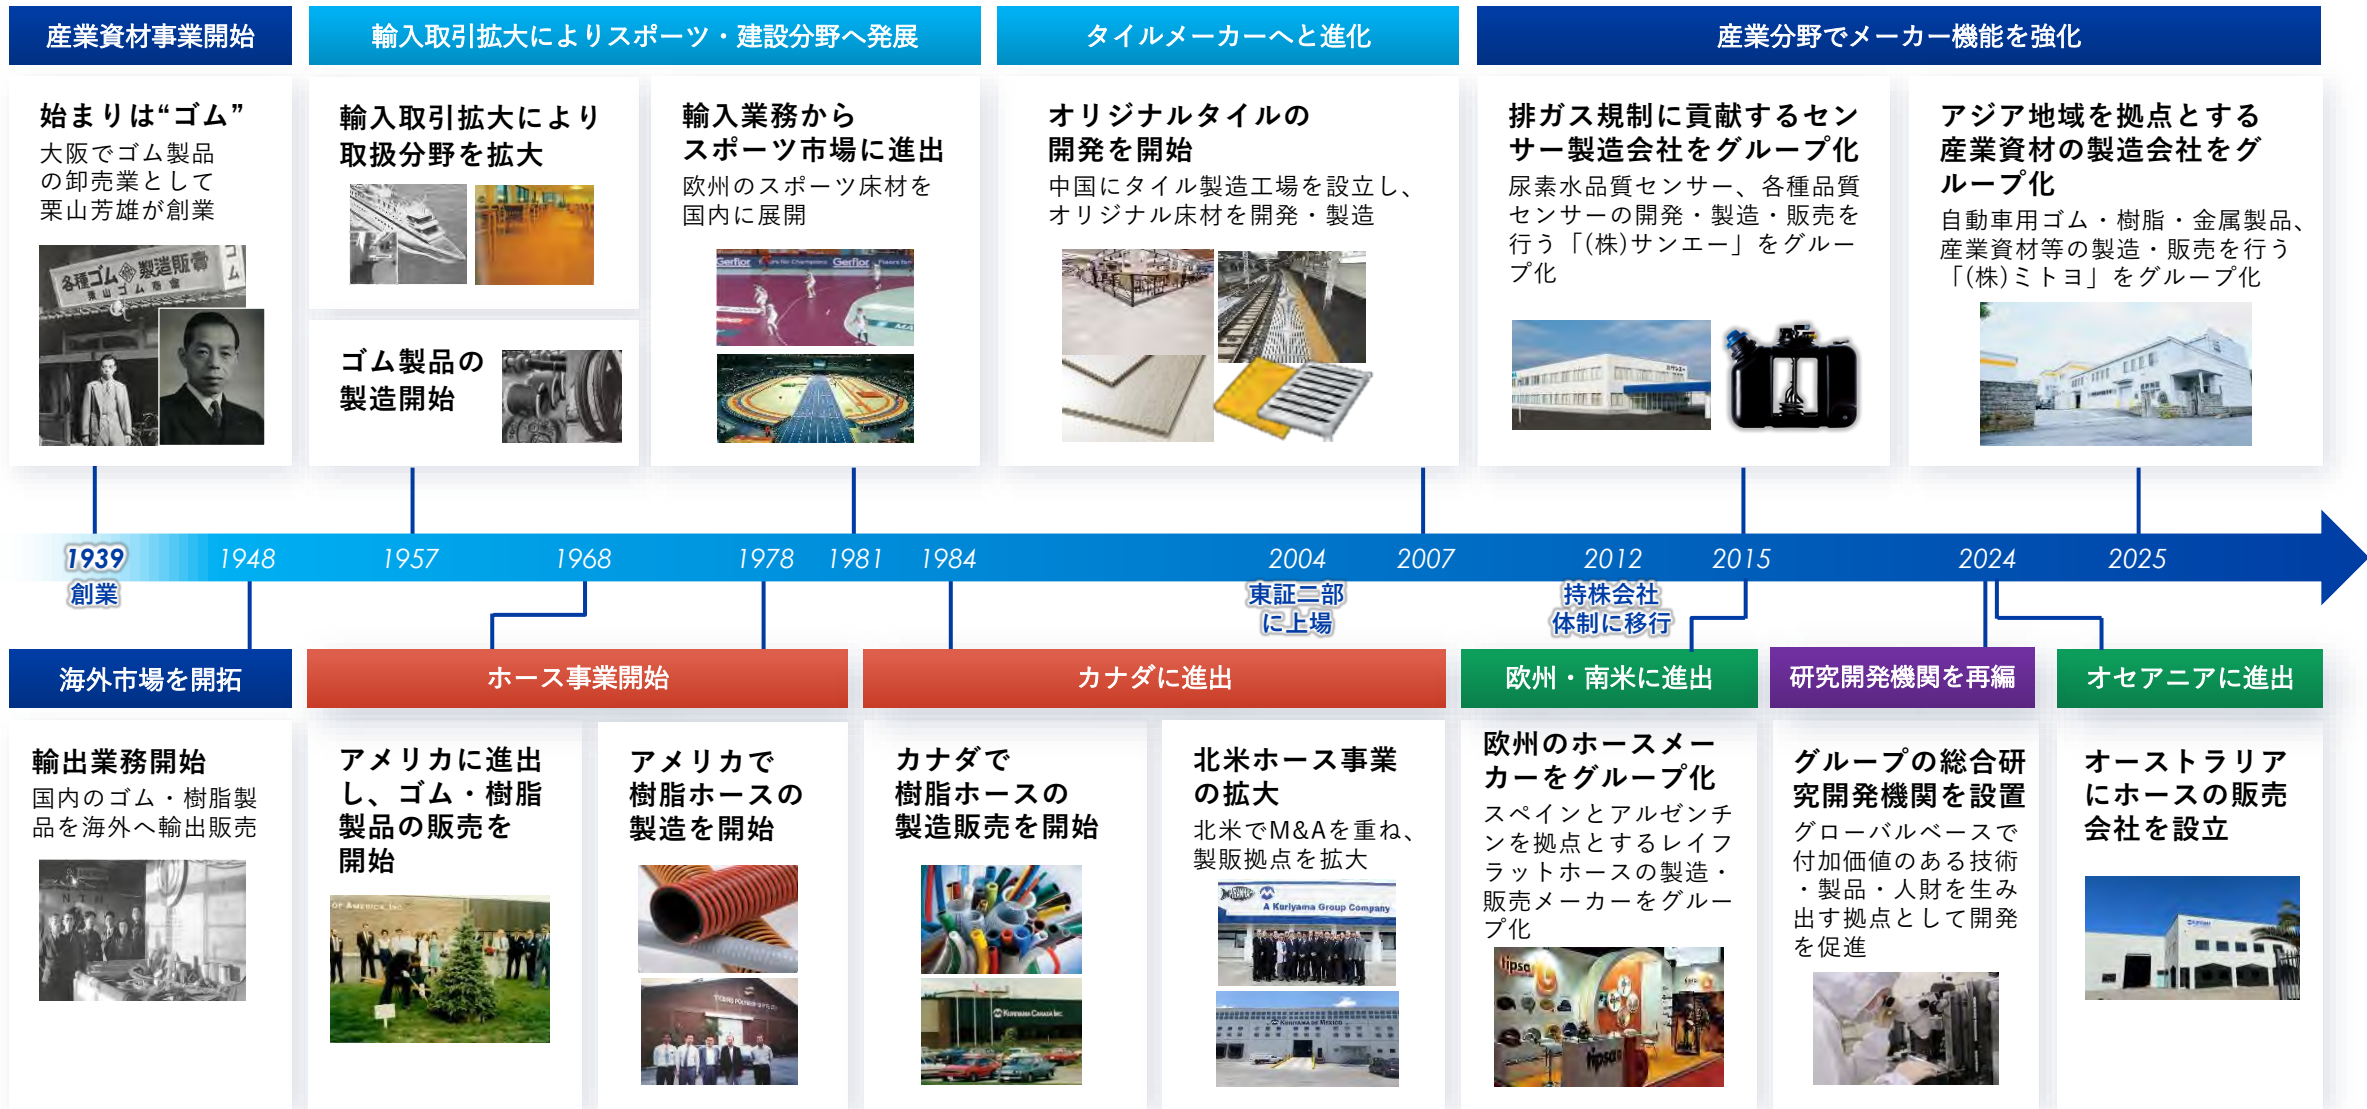 産業資材事業開始
輸入取引拡大によりスポーツ・建設分野へ発展
タイルメーカーへと進化
産業分野でメーカー機能を強化
始まりは“ゴム”
大阪でゴム製品
の卸売業として
栗山芳雄が創業
各種ゴム製造販賣
栗山ゴム商會
ゴム
輸入取引拡大により
取扱分野を拡大
ゴム製品の
製造開始
輸入業務から
スポーツ市場に進出
欧州のスポーツ床材を
国内に展開
Gerflor
Gerflor
オリジナルタイルの
開発を開始
中国にタイル製造工場を設立し、
オリジナル床材を開発・製造
排ガス規制に貢献するセン
サー製造会社をグループ化
尿素水品質センサー、各種品質
センサーの開発・製造・販売を
行う「(株)サンエー」をグルー
プ化
サンエー
アジア地域を拠点とする
産業資材の製造会社をグ
ループ化
自動車用ゴム・樹脂・金属製品、
産業資材等の製造・販売を行う
「(株)ミトヨ」をグループ化
1939
創業
1948
1957
1968
1978
1981
1984
2004
東証二部
に上場
2007
2012
持株会社
体制に移行
2015
2024
2025
海外市場を開拓
ホース事業開始
カナダに進出
欧州・南米に進出
研究開発機関を再編
オセアニアに進出
輸出業務開始
国内のゴム・樹脂製
品を海外へ輸出販売
アメリカに進出
し、ゴム・樹脂
製品の販売を
開始
OF AMERICA, INC.
アメリカで
樹脂ホースの
製造を開始
カナダで
樹脂ホースの
製造販売を開始
KURIYAMA CANADA INC.
北米ホース事業
の拡大
北米でM&Aを重ね、
製販拠点を拡大
A Kuriyama Group Company
KURIYAMA DE MEXICO
欧州のホースメー
カーをグループ化
スペインとアルゼンチ
ンを拠点とするレイフ
ラットホースの製造・
販売メーカーをグルー
プ化
tipsa
tipsa
グループの総合研
究開発機関を設置
グローバルベースで
付加価値のある技術
・製品・人財を生み
出す拠点として開発
を促進
オーストラリア
にホースの販売
会社を設立